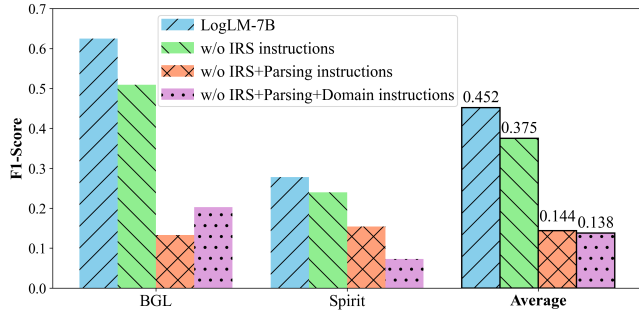 0.7
0.6
0.5
0.4
0.3
0.2
0.1
0.0
F1-Score
LogLM-7B
w/o IRS instructions
w/o IRS+Parsing instructions
w/o IRS+Parsing+Domain instructions
0.452
0.375
0.144
0.138
BGL
Spirit
Average